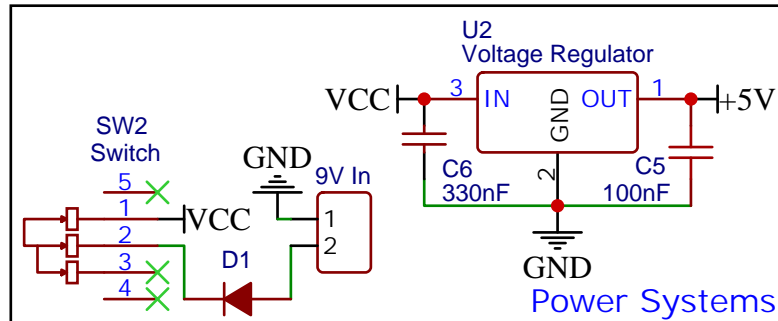 U2
Voltage Regulator
VCC
3
IN
GND
OUT
1
+5V
2
C6
330nF
C5
100nF
GND
SW2
Switch
5
1
2
3
4
VCC
GND
9V In
1
2
D1
Power Systems